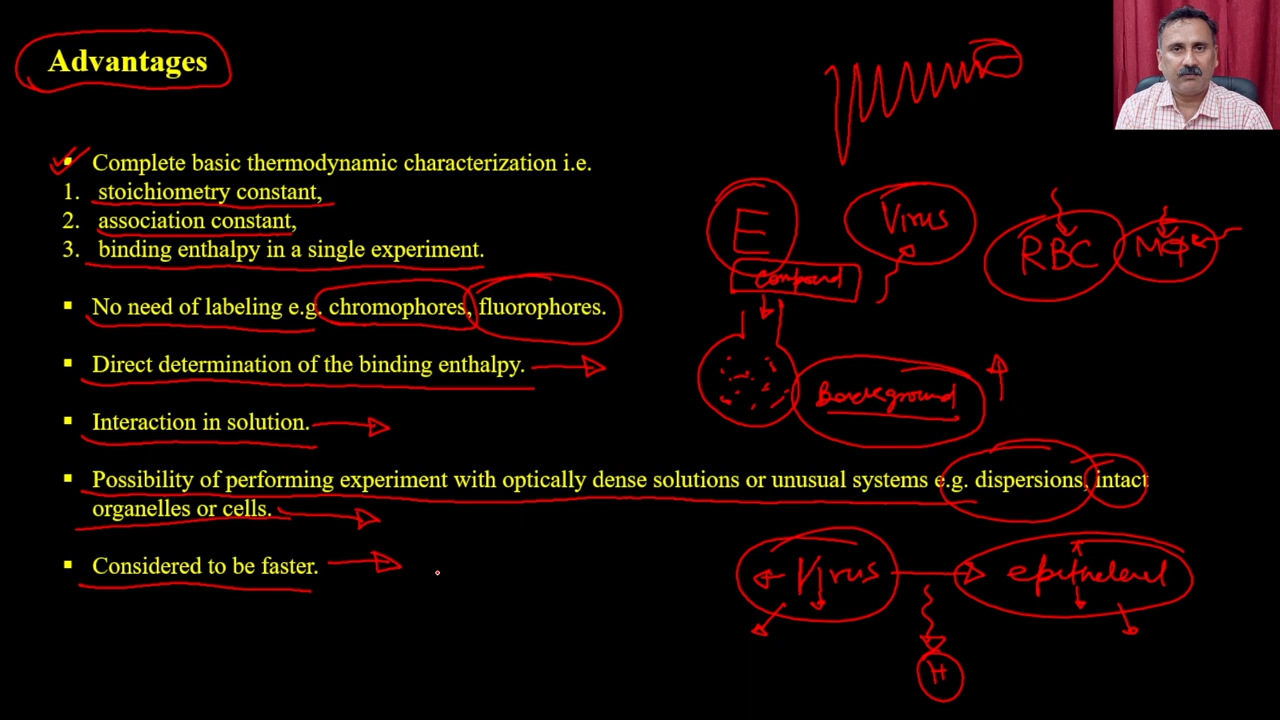 Advantages
▪ Complete basic thermodynamic characterization i.e.
1. stoichiometry constant,
2. association constant,
3. binding enthalpy in a single experiment.
▪ No need of labeling e.g. chromophores, fluorophores.
▪ Direct determination of the binding enthalpy.
▪ Interaction in solution.
▪ Possibility of performing experiment with optically dense solutions or unusual systems e.g. dispersions, intact
organelles or cells.
▪ Considered to be faster.
E
Virus
RBC
MΦ
Compound
Background
Virus
epithelial
H